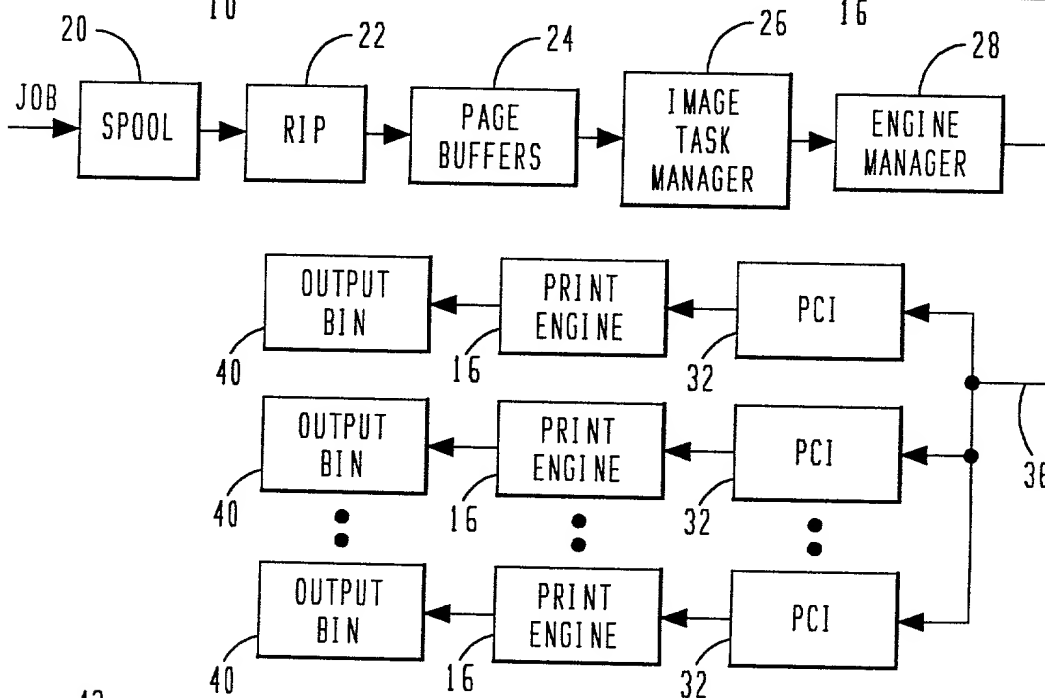 10
16
20
22
24
26
28
JOB
SPOOL
RIP
PAGE
BUFFERS
IMAGE
TASK
MANAGER
ENGINE
MANAGER
OUTPUT
BIN
PRINT
ENGINE
PCI
40
16
32
OUTPUT
BIN
PRINT
ENGINE
PCI
40
16
32
36
OUTPUT
BIN
PRINT
ENGINE
PCI
40
16
32